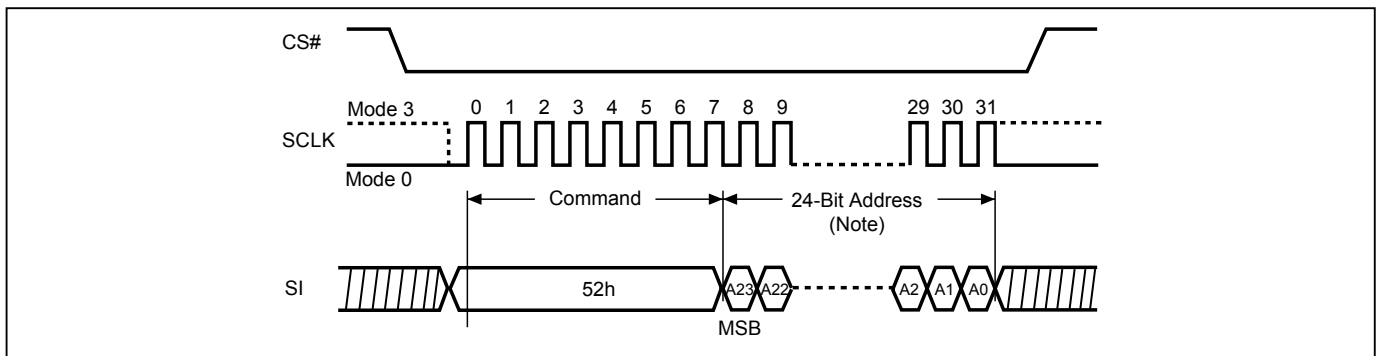 CS#
Mode 3
0 1 2 3 4 5 6 7 8 9 29 30 31
SCLK
Mode 0
Command
24-Bit Address
(Note)
SI
52h
A23 A22 A2 A1 A0
MSB